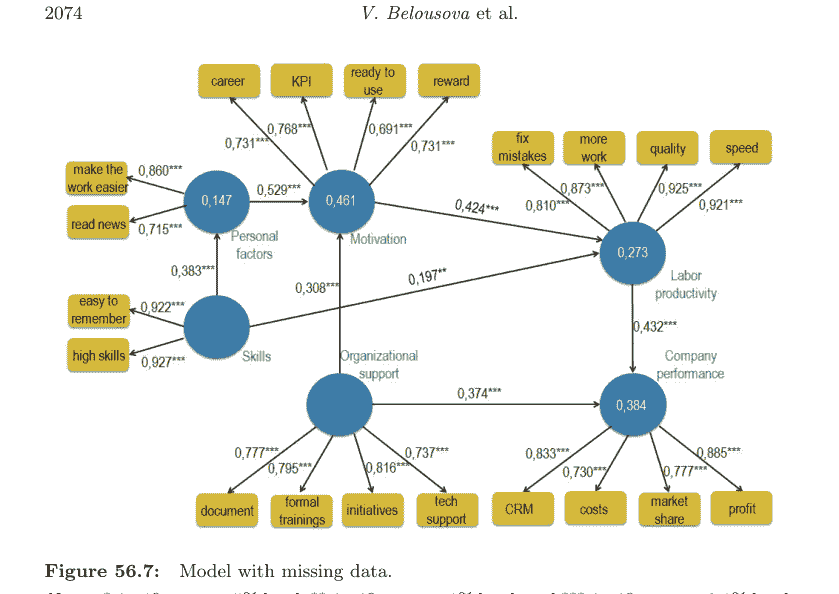 2074
V. Belousova et al.
career
KPI
ready to
use
reward
0,731***
0,768***
0,691***
0,731***
fix
mistakes
more
work
quality
speed
0,810***
0,873***
0,925***
0,921***
make the
work easier
read news
0,860***
0,715***
0,147
Personal
factors
0,529***
0,461
Motivation
0,424***
0,273
Labor
productivity
0,383***
0,308***
0,197**
easy to
remember
high skills
0,922***
0,927***
Skills
0,432***
Organizational
support
0,374***
Company
performance
0,384
0,777***
0,795***
0,816***
0,737***
document
formal
trainings
initiatives
tech
support
0,833***
0,730***
0,777***
0,885***
CRM
costs
market
share
profit
Figure 56.7: Model with missing data.